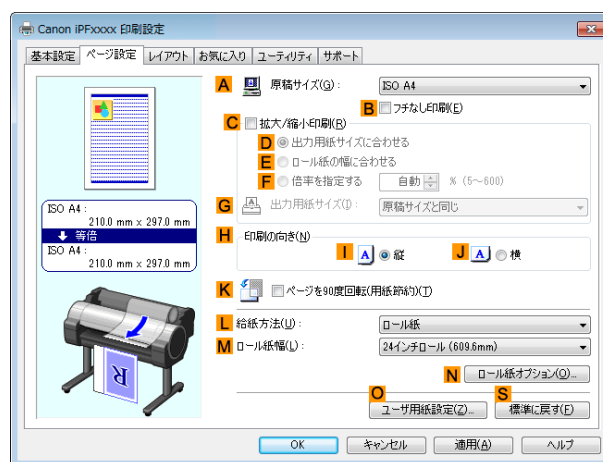 Canon iPFxxxx 印刷設定
基本設定 ページ設定 レイアウト お気に入り ユーティリティ サポート
A 原稿サイズ(G) : ISO A4
B フチなし印刷(E)
C 拡大/縮小印刷(R)
D 出力用紙サイズに合わせる
E ロール紙の幅に合わせる
F 倍率を指定する 自動 % (5～600)
G A 出力用紙サイズ(I) : 原稿サイズと同じ
H 印刷の向き(N)
I A 縦 J A 横
K ページを90度回転(用紙節約)(T)
L 給紙方法(U) : ロール紙
M ロール紙幅(L) : 24インチロール (609.6mm)
N ロール紙オプション(O)...
O S
ユーザ用紙設定(Z)... 標準に戻す(F)
ISO A4 :
210.0 mm x 297.0 mm
等倍
ISO A4 :
210.0 mm x 297.0 mm
R
OK キャンセル 適用(A) ヘルプ